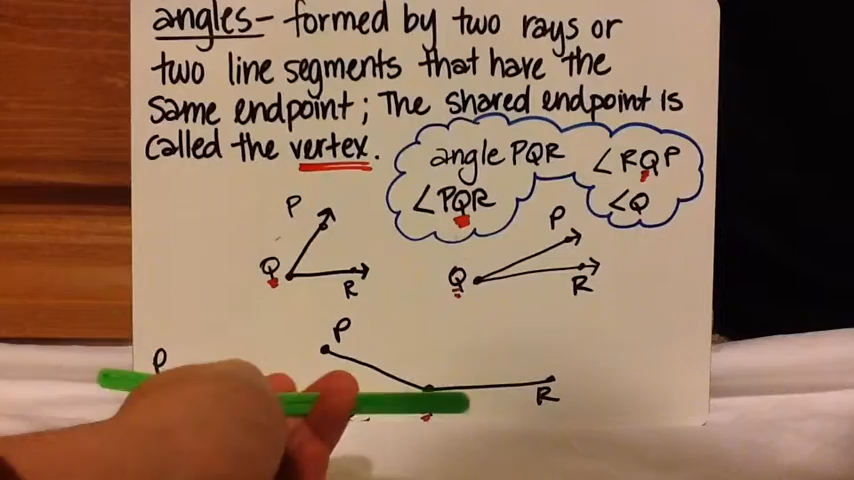 angles- formed by two rays or
two line segments that have the
same endpoint; The shared endpoint is
called the vertex.
angle PQR ∠RQP
∠PQR ∠Q
P
Q
R
P
Q
R
P
R
P